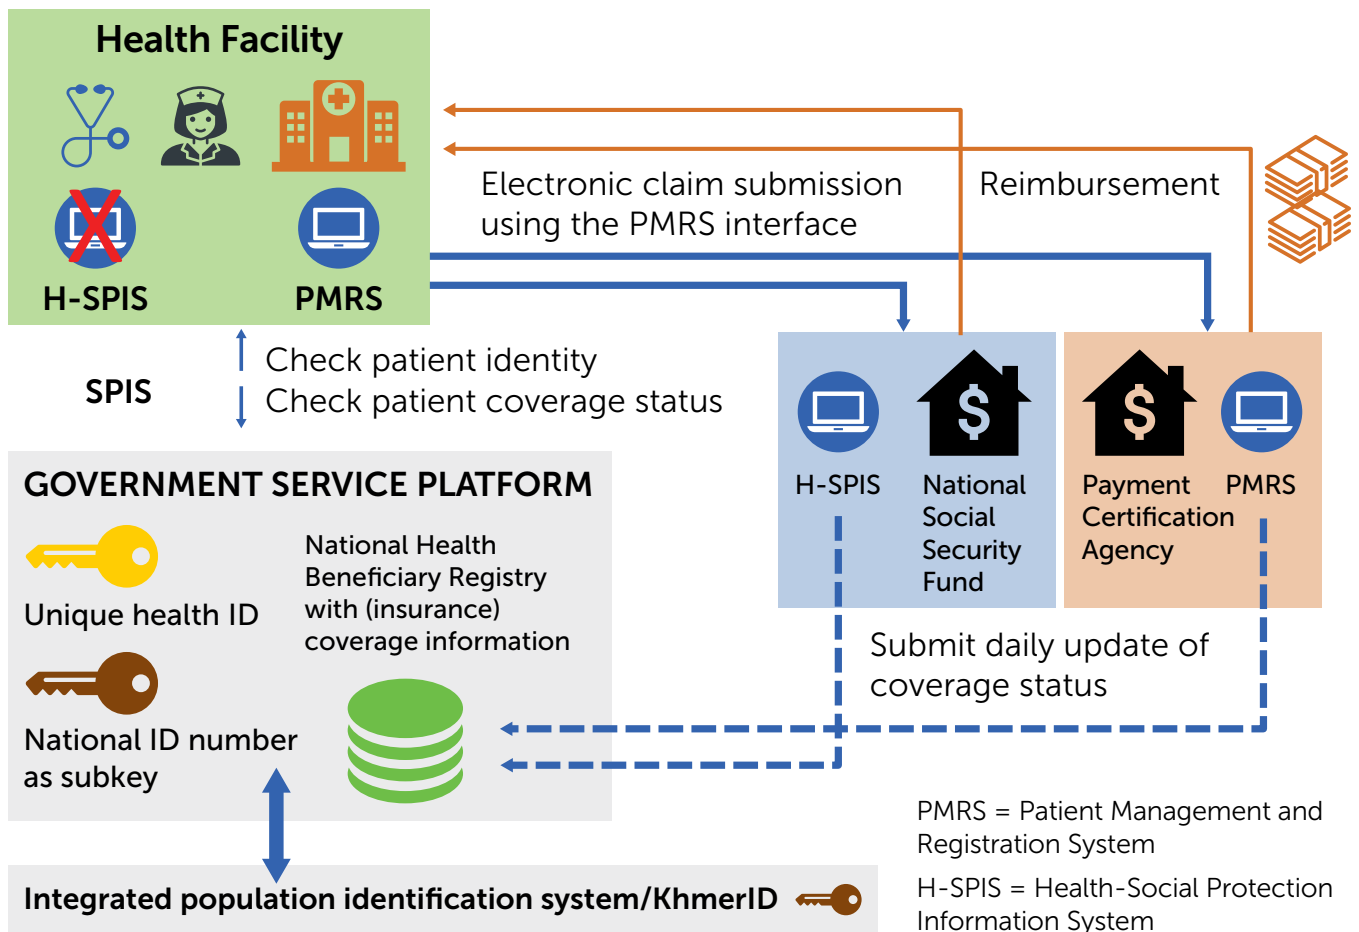 Health Facility
H-SPIS
PMRS
Electronic claim submission
using the PMRS interface
Reimbursement
SPIS
Check patient identity
Check patient coverage status
H-SPIS
$
National
Social
Security
Fund
$
Payment
Certification
Agency
PMRS
GOVERNMENT SERVICE PLATFORM
Unique health ID
National ID number
as subkey
National Health
Beneficiary Registry
with (insurance)
coverage information
Submit daily update of
coverage status
Integrated population identification system/KhmerID
PMRS = Patient Management and
Registration System
H-SPIS = Health-Social Protection
Information System